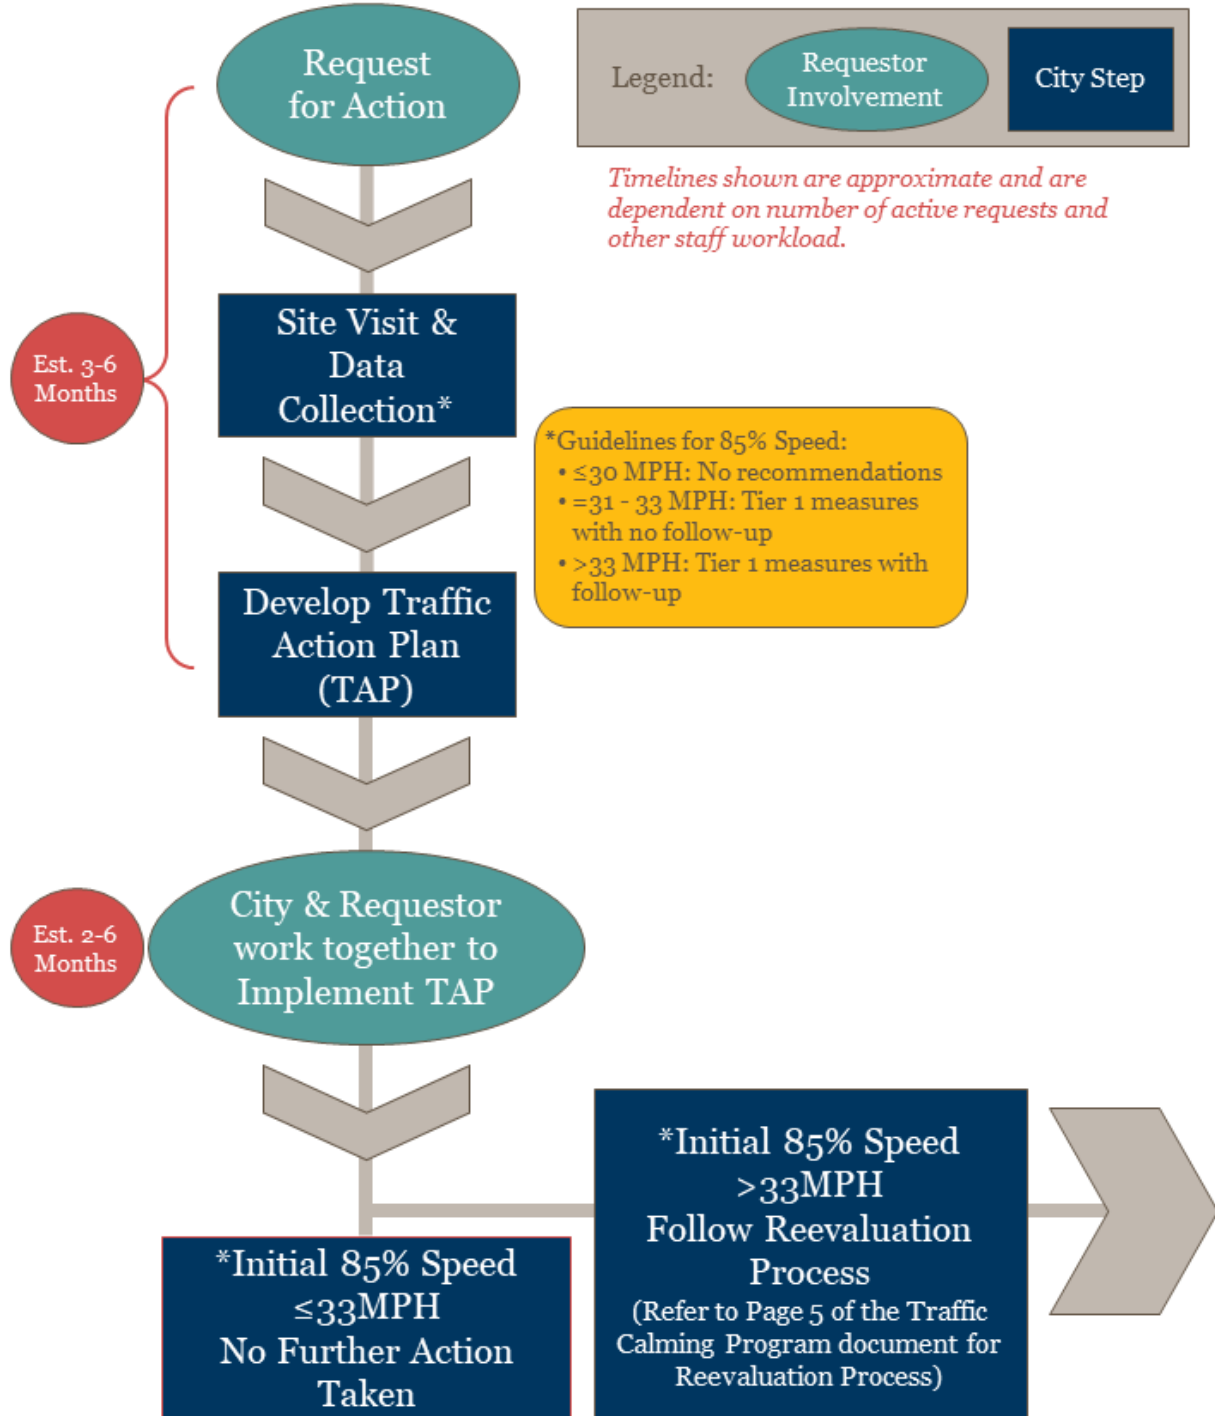 Request
for Action
Legend:
Requestor
Involvement
City Step
Timelines shown are approximate and are
dependent on number of active requests and
other staff workload.
Site Visit &
Data
Collection*
Est. 3-6
Months
*Guidelines for 85% Speed:
• ≤30 MPH: No recommendations
• =31 - 33 MPH: Tier 1 measures
with no follow-up
• >33 MPH: Tier 1 measures with
follow-up
Develop Traffic
Action Plan
(TAP)
Est. 2-6
Months
City & Requestor
work together to
Implement TAP
*Initial 85% Speed
>33MPH
Follow Reevaluation
Process
(Refer to Page 5 of the Traffic
Calming Program document for
Reevaluation Process)
*Initial 85% Speed
≤33MPH
No Further Action
Taken